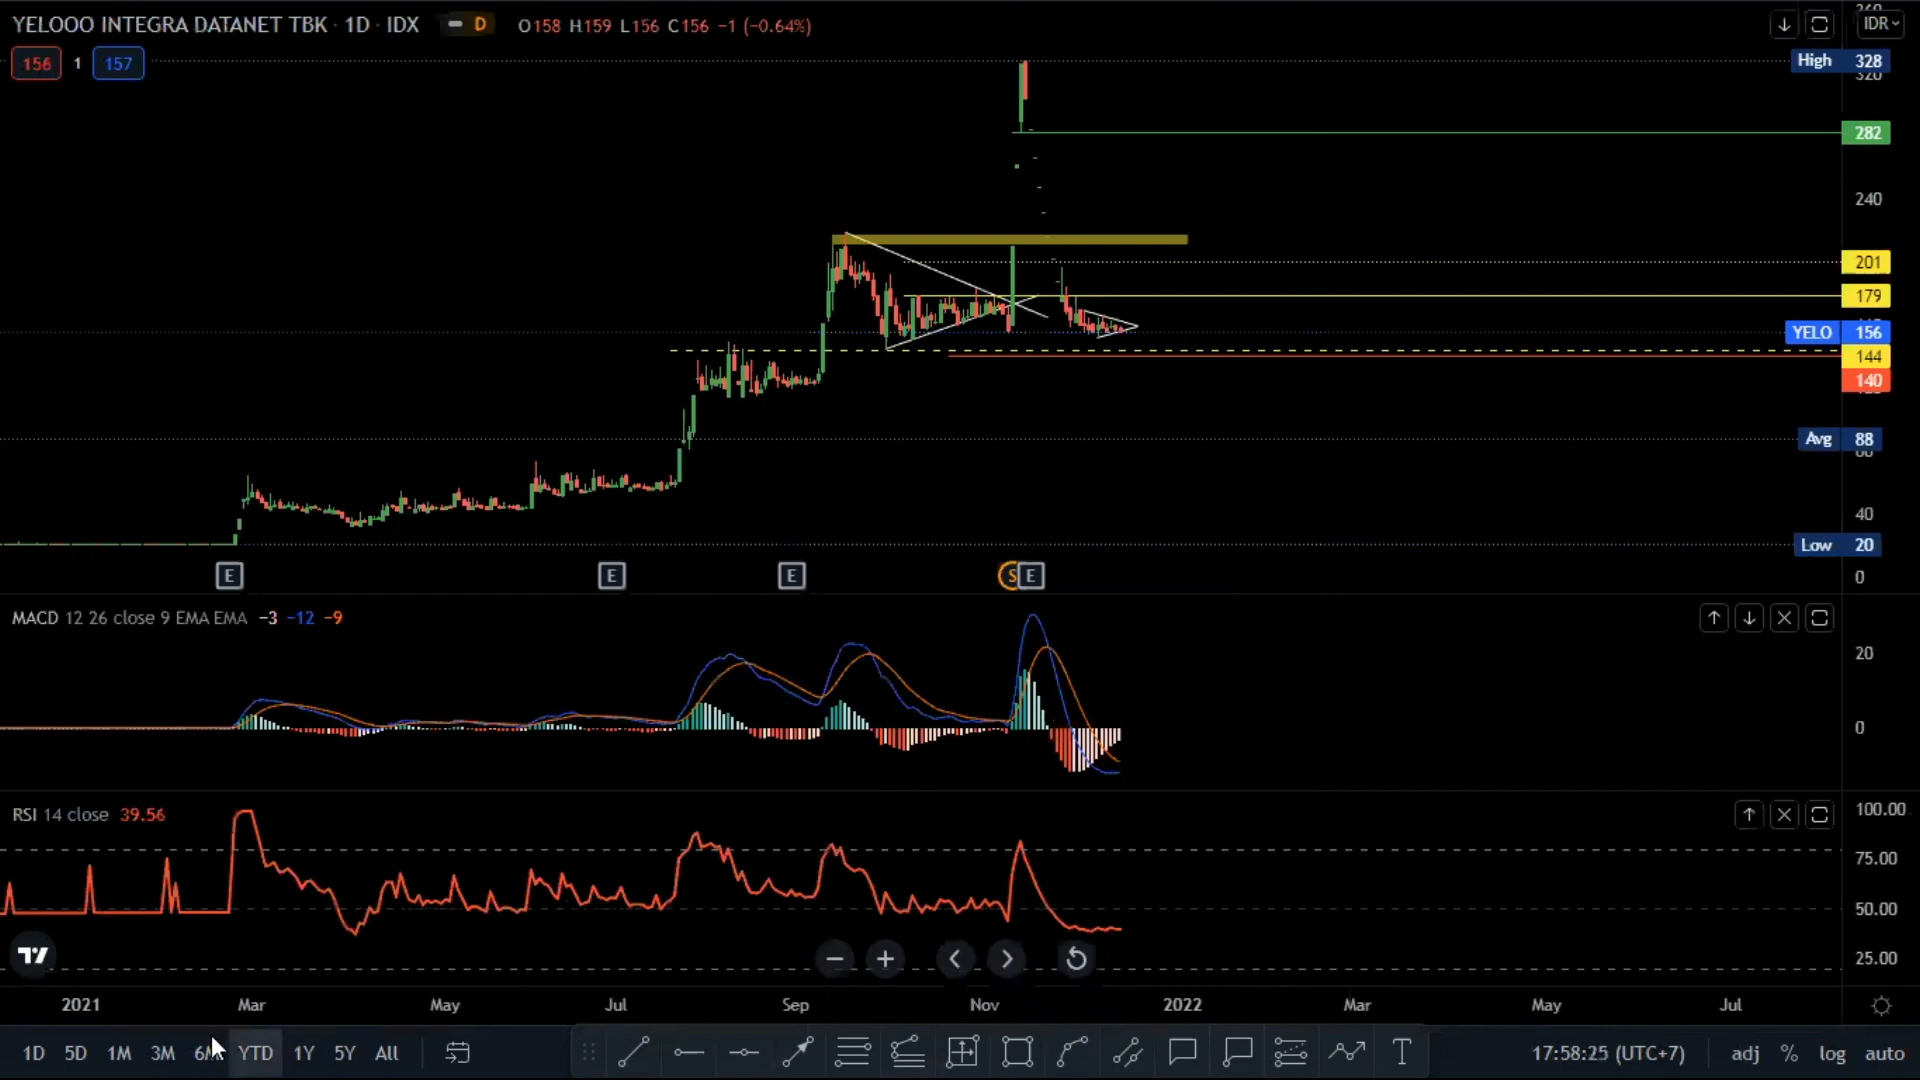 YELOOO INTEGRA DATANET TBK · 1D · IDX D O158 H159 L156 C156 −1 (−0.64%)
IDR
156 1 157
High 328
320
282
240
201
179
YELO 156
144
140
Avg 88
40
Low 20
E E E S E
0
MACD 12 26 close 9 EMA EMA −3 −12 −9
20
0
RSI 14 close 39.56
100.00
75.00
50.00
25.00
2021 Mar May Jul Sep Nov 2022 Mar May Jul
1D 5D 1M 3M 6M YTD 1Y 5Y All T 17:58:25 (UTC+7) adj % log auto